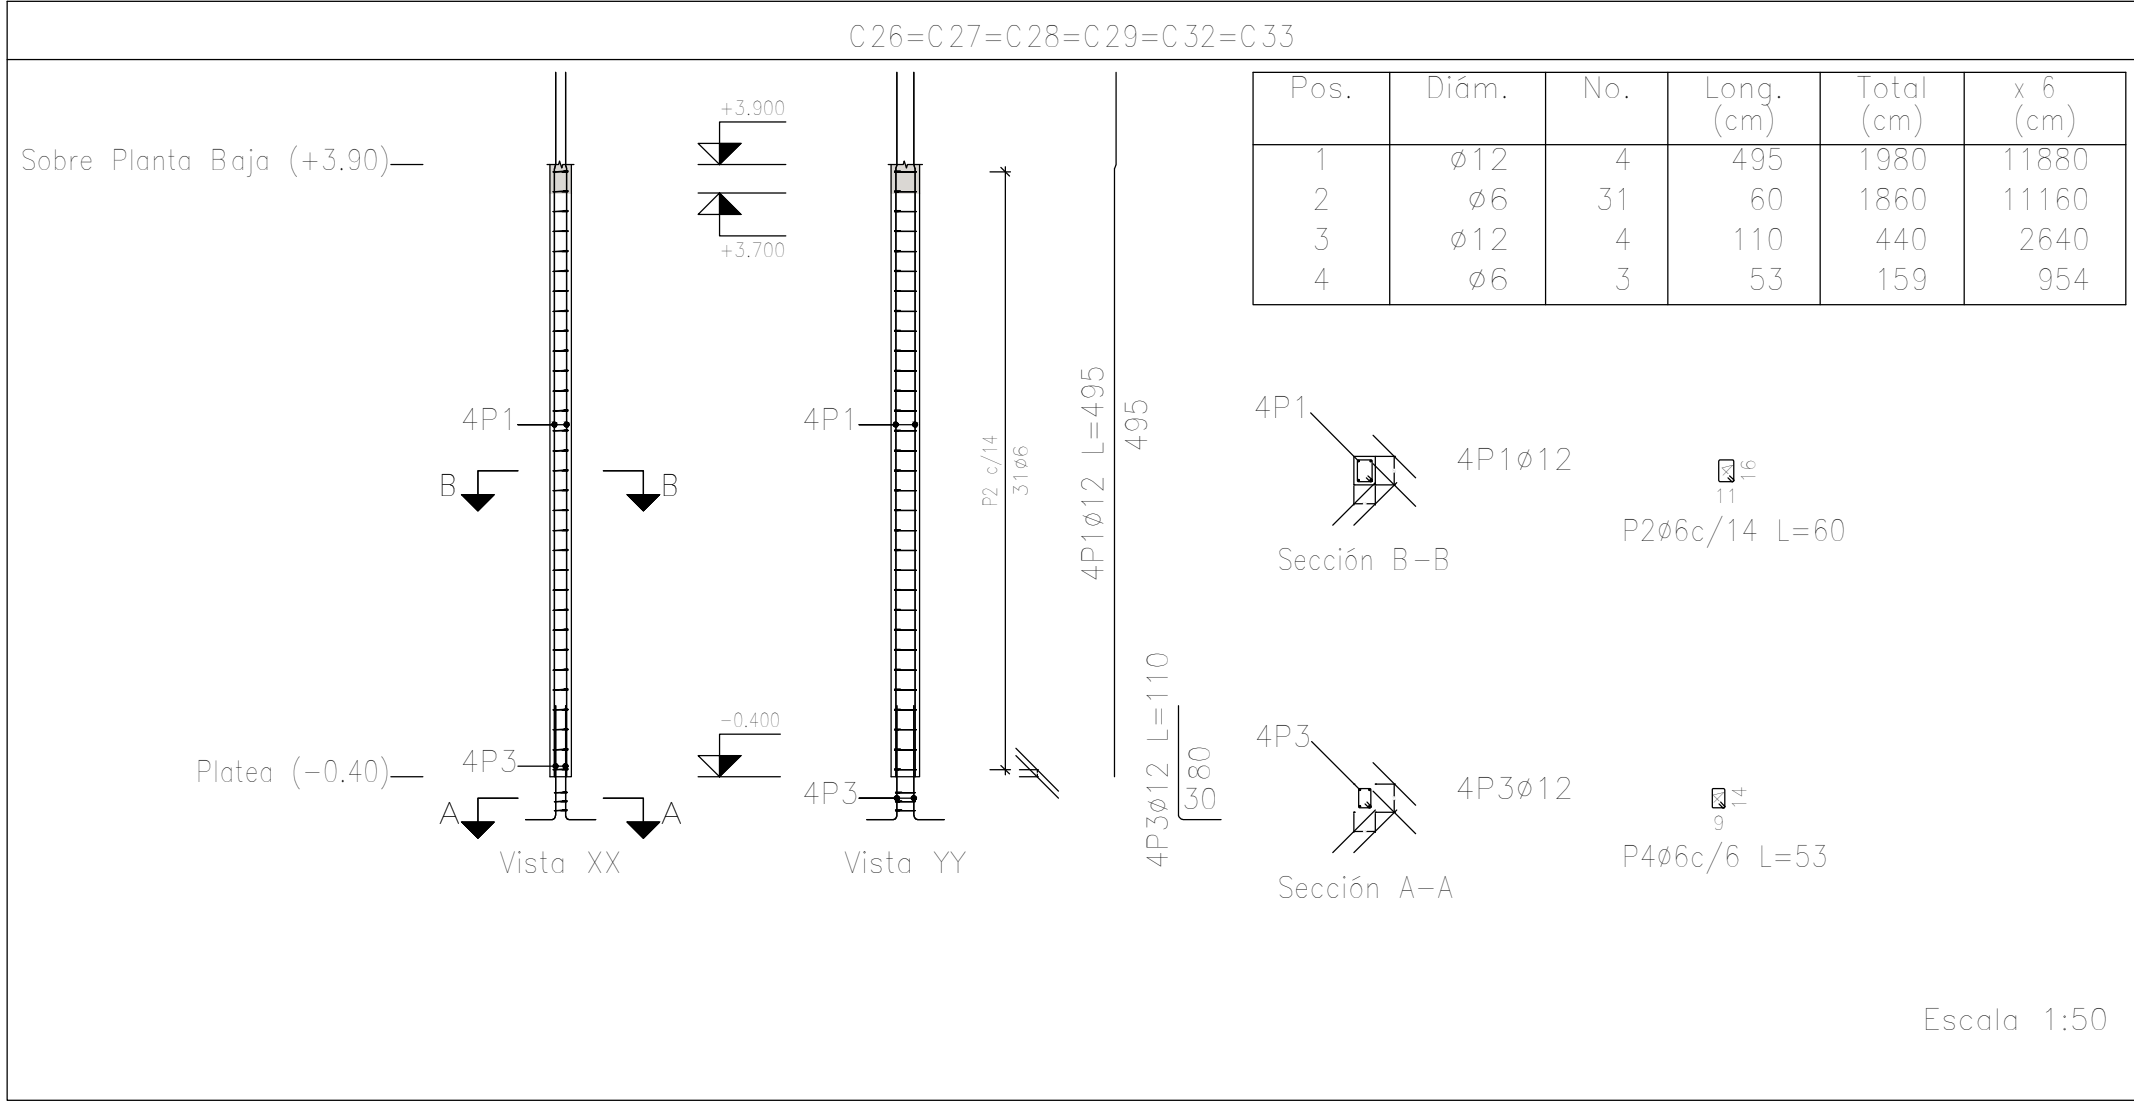 C26=C27=C28=C29=C32=C33
Sobre Planta Baja (+3.90)
+3.900
+3.700
4P1
4P1
B
B
P2 c/14
31ø6
4P1ø12 L=495
495
-0.400
Platea (-0.40)
4P3
4P3
A
A
4P3ø12 L=110
80
30
Vista XX
Vista YY
Pos. Diám. No. Long. (cm) Total (cm) x 6 (cm)
1 ø12 4 495 1980 11880
2 ø6 31 60 1860 11160
3 ø12 4 110 440 2640
4 ø6 3 53 159 954
4P1
4P1ø12
16
11
P2ø6c/14 L=60
Sección B-B
4P3
4P3ø12
14
9
P4ø6c/6 L=53
Sección A-A
Escala 1:50